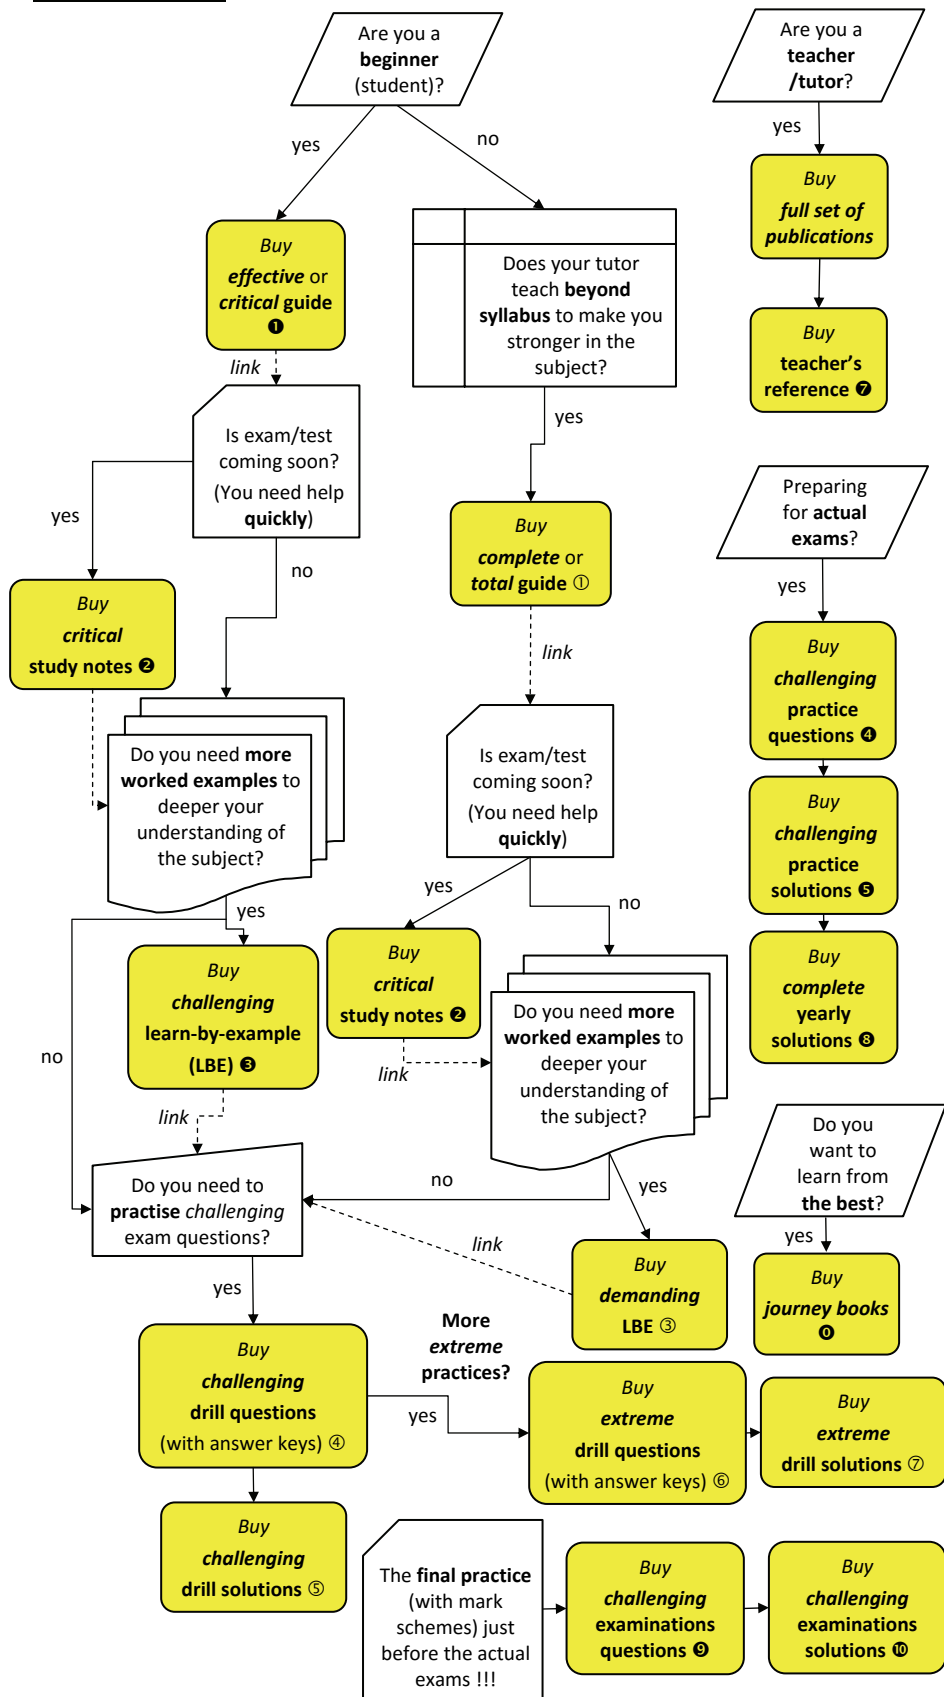 Are you a
beginner
(student)?
yes
no
Buy
effective or
critical guide
❶
link
Is exam/test
coming soon?
(You need help
quickly)
yes
no
Buy
critical
study notes ❷
Do you need more
worked examples to
deeper your
understanding of
the subject?
yes
no
Buy
challenging
learn-by-example
(LBE) ❸
link
Do you need to
practise challenging
exam questions?
yes
Buy
challenging
drill questions
(with answer keys) ④
Buy
challenging
drill solutions ⑤
Does your tutor
teach beyond
syllabus to make you
stronger in the
subject?
yes
Buy
complete or
total guide ①
link
Is exam/test
coming soon?
(You need help
quickly)
yes
no
Buy
critical
study notes ❷
link
Do you need more
worked examples to
deeper your
understanding of
the subject?
no
yes
Buy
demanding
LBE ③
link
More
extreme
practices?
yes
Buy
extreme
drill questions
(with answer keys) ⑥
Buy
extreme
drill solutions ⑦
The final practice
(with mark
schemes) just
before the actual
exams !!!
Buy
challenging
examinations
questions ❾
Buy
challenging
examinations
solutions ❿
Are you a
teacher
/tutor?
yes
Buy
full set of
publications
Buy
teacher's
reference ❼
Preparing
for actual
exams?
yes
Buy
challenging
practice
questions ❹
Buy
challenging
practice
solutions ❺
Buy
complete
yearly
solutions ❽
Do you
want to
learn from
the best?
yes
Buy
journey books
⓿